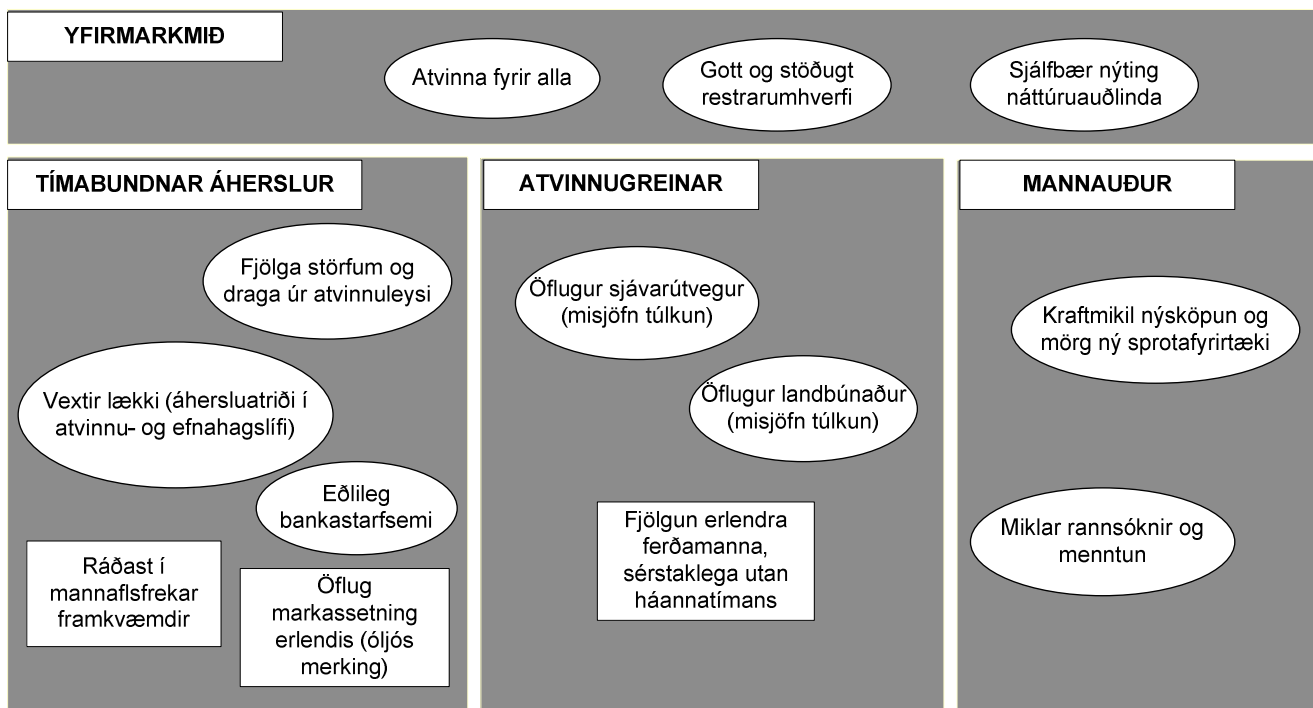 YFIRMARKMIÐ
Atvinna fyrir alla
Gott og stöðugt
restrarumhverfi
Sjálfbær nýting
náttúruauðlinda
TÍMABUNDNAR ÁHERSLUR
Fjölga störfum og
draga úr atvinnuleysi
Vextir lækki (áhersluatriði í
atvinnu- og efnahagslífi)
Eðlileg
bankastarfsemi
Ráðast í
mannaflsfrekar
framkvæmdir
Öflug
markassetning
erlendis (óljós
merking)
ATVINNUGREINAR
Öflugur sjávarútvegur
(misjöfn túlkun)
Öflugur landbúnaður
(misjöfn túlkun)
Fjölgun erlendra
ferðamanna,
sérstaklega utan
háannatímans
MANNAUÐUR
Kraftmikil nýsköpun og
mörg ný sprotafyrirtæki
Miklar rannsóknir og
menntun